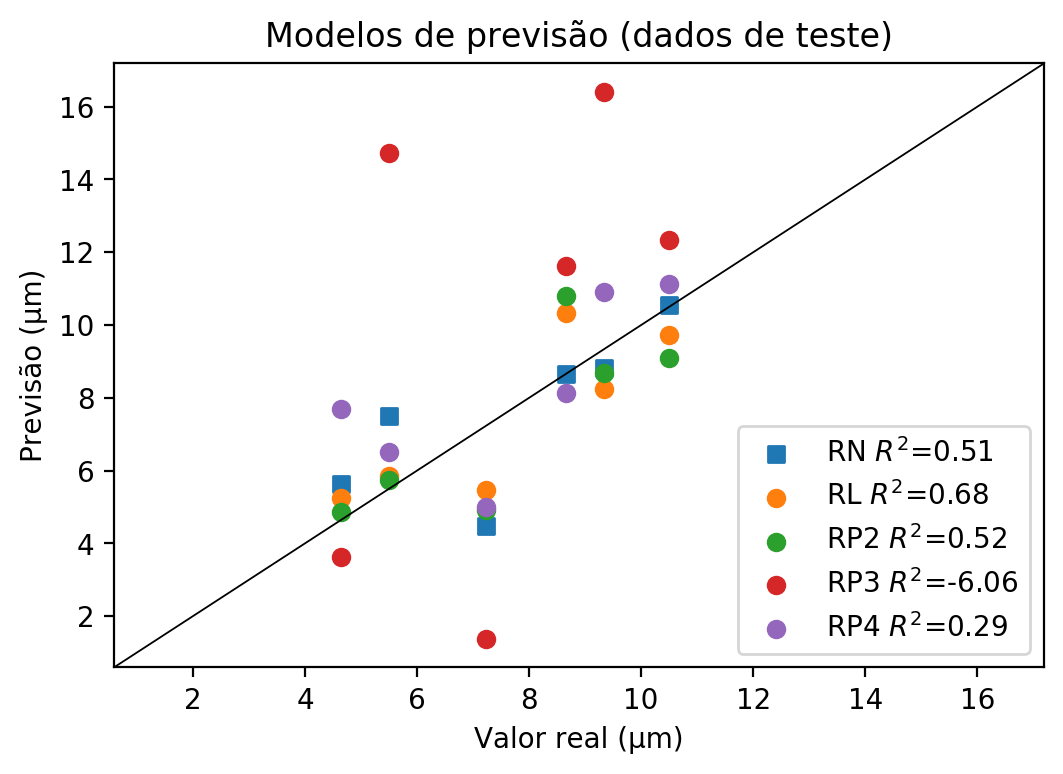 Modelos de previsão (dados de teste)
16
14
12
10
8
6
4
2
Previsão (µm)
RN R²=0.51
RL R²=0.68
RP2 R²=0.52
RP3 R²=-6.06
RP4 R²=0.29
2 4 6 8 10 12 14 16
Valor real (µm)